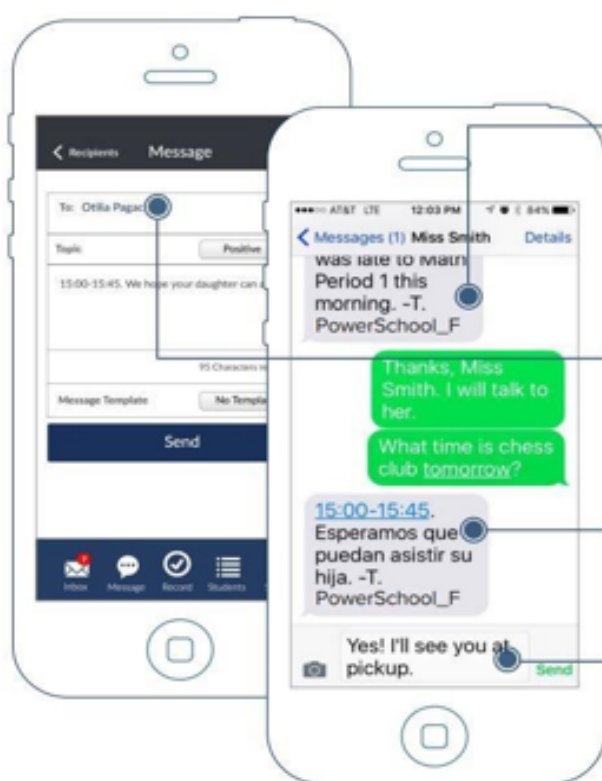 Recipients
Message
To: Otilia Pagac
Topic
Positive
15:00-15:45. We hope your daughter can a
95 Characters re
Message Template
No Templa
Send
Inbox
Message
Record
Students
AT&T LTE
12:03 PM
84%
Messages (1)
Miss Smith
Details
was late to Math
Period 1 this
morning. -T.
PowerSchool_F
Thanks, Miss
Smith. I will talk to
her.
What time is chess
club tomorrow?
15:00-15:45.
Esperamos que
puedan asistir su
hija. -T.
PowerSchool_F
Yes! I'll see you at
pickup.
Send